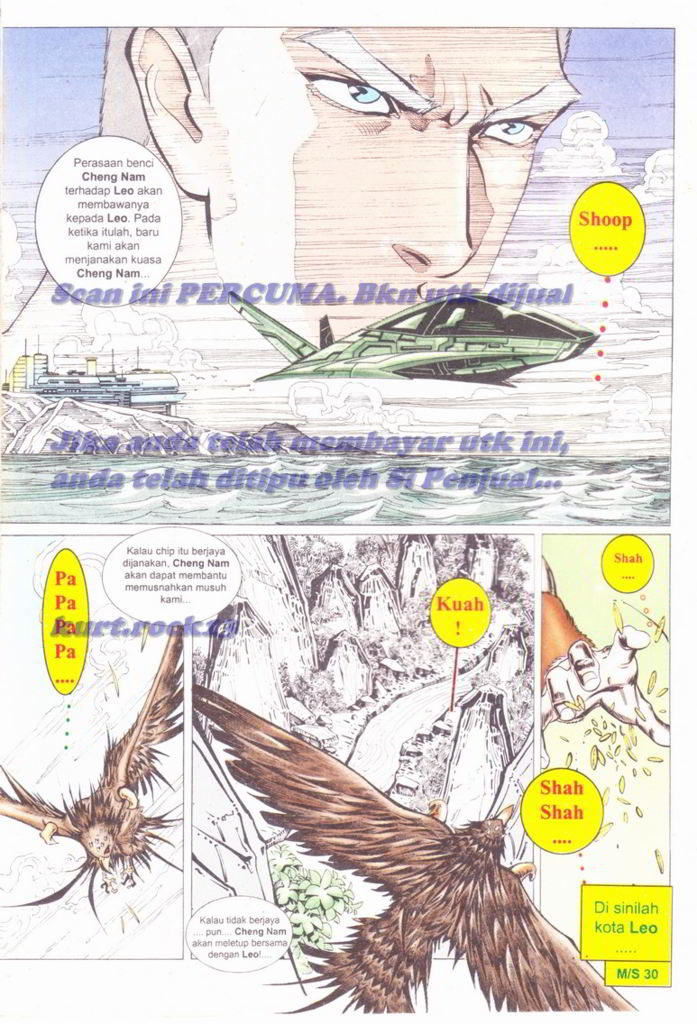 Perasaan benci
Cheng Nam
terhadap Leo akan
membawanya
kepada Leo. Pada
ketika itulah, baru
kami akan
menjanakan kuasa
Cheng Nam...
Shoop
.....
Scan ini PERCUMA. Bkn utk dijual
Jika anda telah membayar utk ini,
anda telah ditipu oleh Si Penjual...
Pa
Pa
Pa
Pa
....
Kalau chip itu berjaya
dijanakan, Cheng Nam
akan dapat membantu
memusnahkan musuh
kami...
Kuah
!
Shah
....
Shah
Shah
....
Kalau tidak berjaya
.... pun.... Cheng Nam
akan meletup bersama
dengan Leo!....
Di sinilah
kota Leo
.....
M/S 30